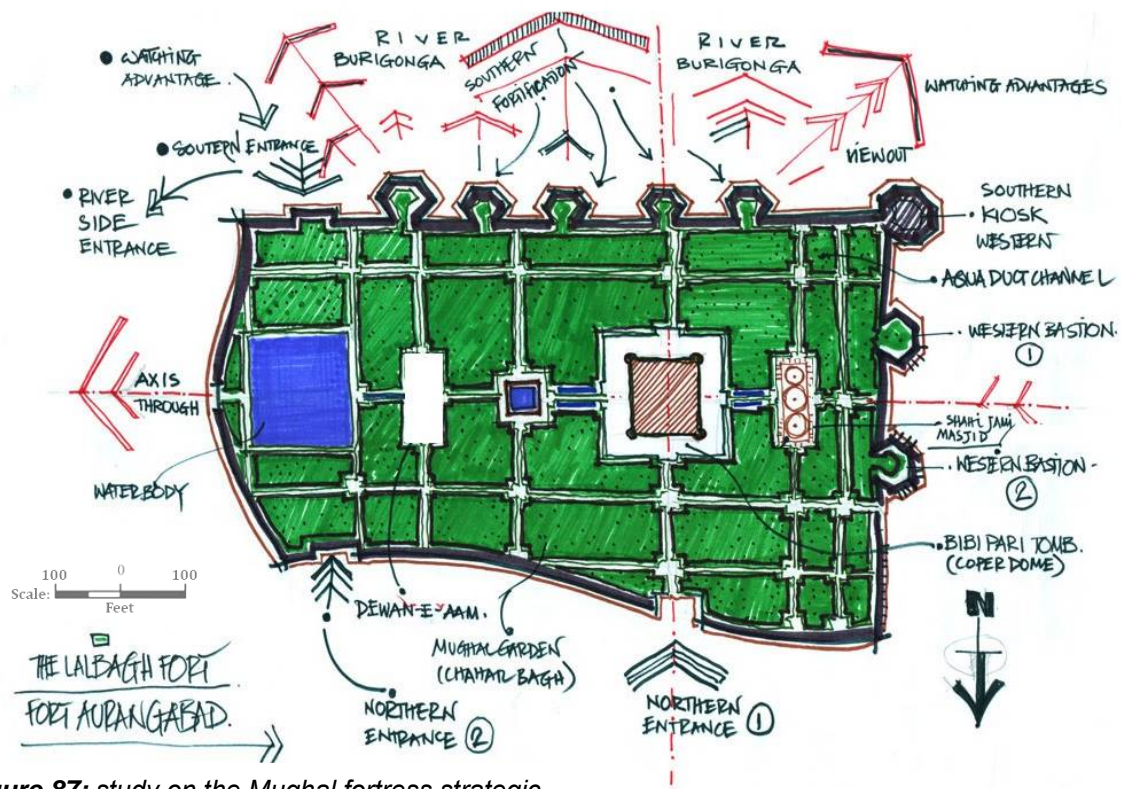 WATCHING
ADVANTAGE.
SOUTERN ENTRANCE
RIVER
SIDE
ENTRANCE
RIVER
BURIGONGA
SOUTHERN
FORTIFICATION
RIVER
BURIGONGA
WATCHING ADVANTAGES
VIEWOUT
SOUTHERN
KIOSK
WESTERN
AQUA DUCT CHANNEL
WESTERN BASTION.
1
SHAHI JAMI
MASJID
WESTERN BASTION-
2
BIBI PARI TOMB.
(COPER DOME)
N
AXIS
THROUGH
WATERBODY
100 0 100
Scale:
Feet
DEWAN-E-AAM.
MUGHAL GARDEN
(CHAHAR BAGH)
NORTHERN
ENTRANCE 2
NORTHERN
ENTRANCE 1
THE LALBAGH FORT
FORT AURANGABAD.
ure 87: study on the Mughal fortress strategic